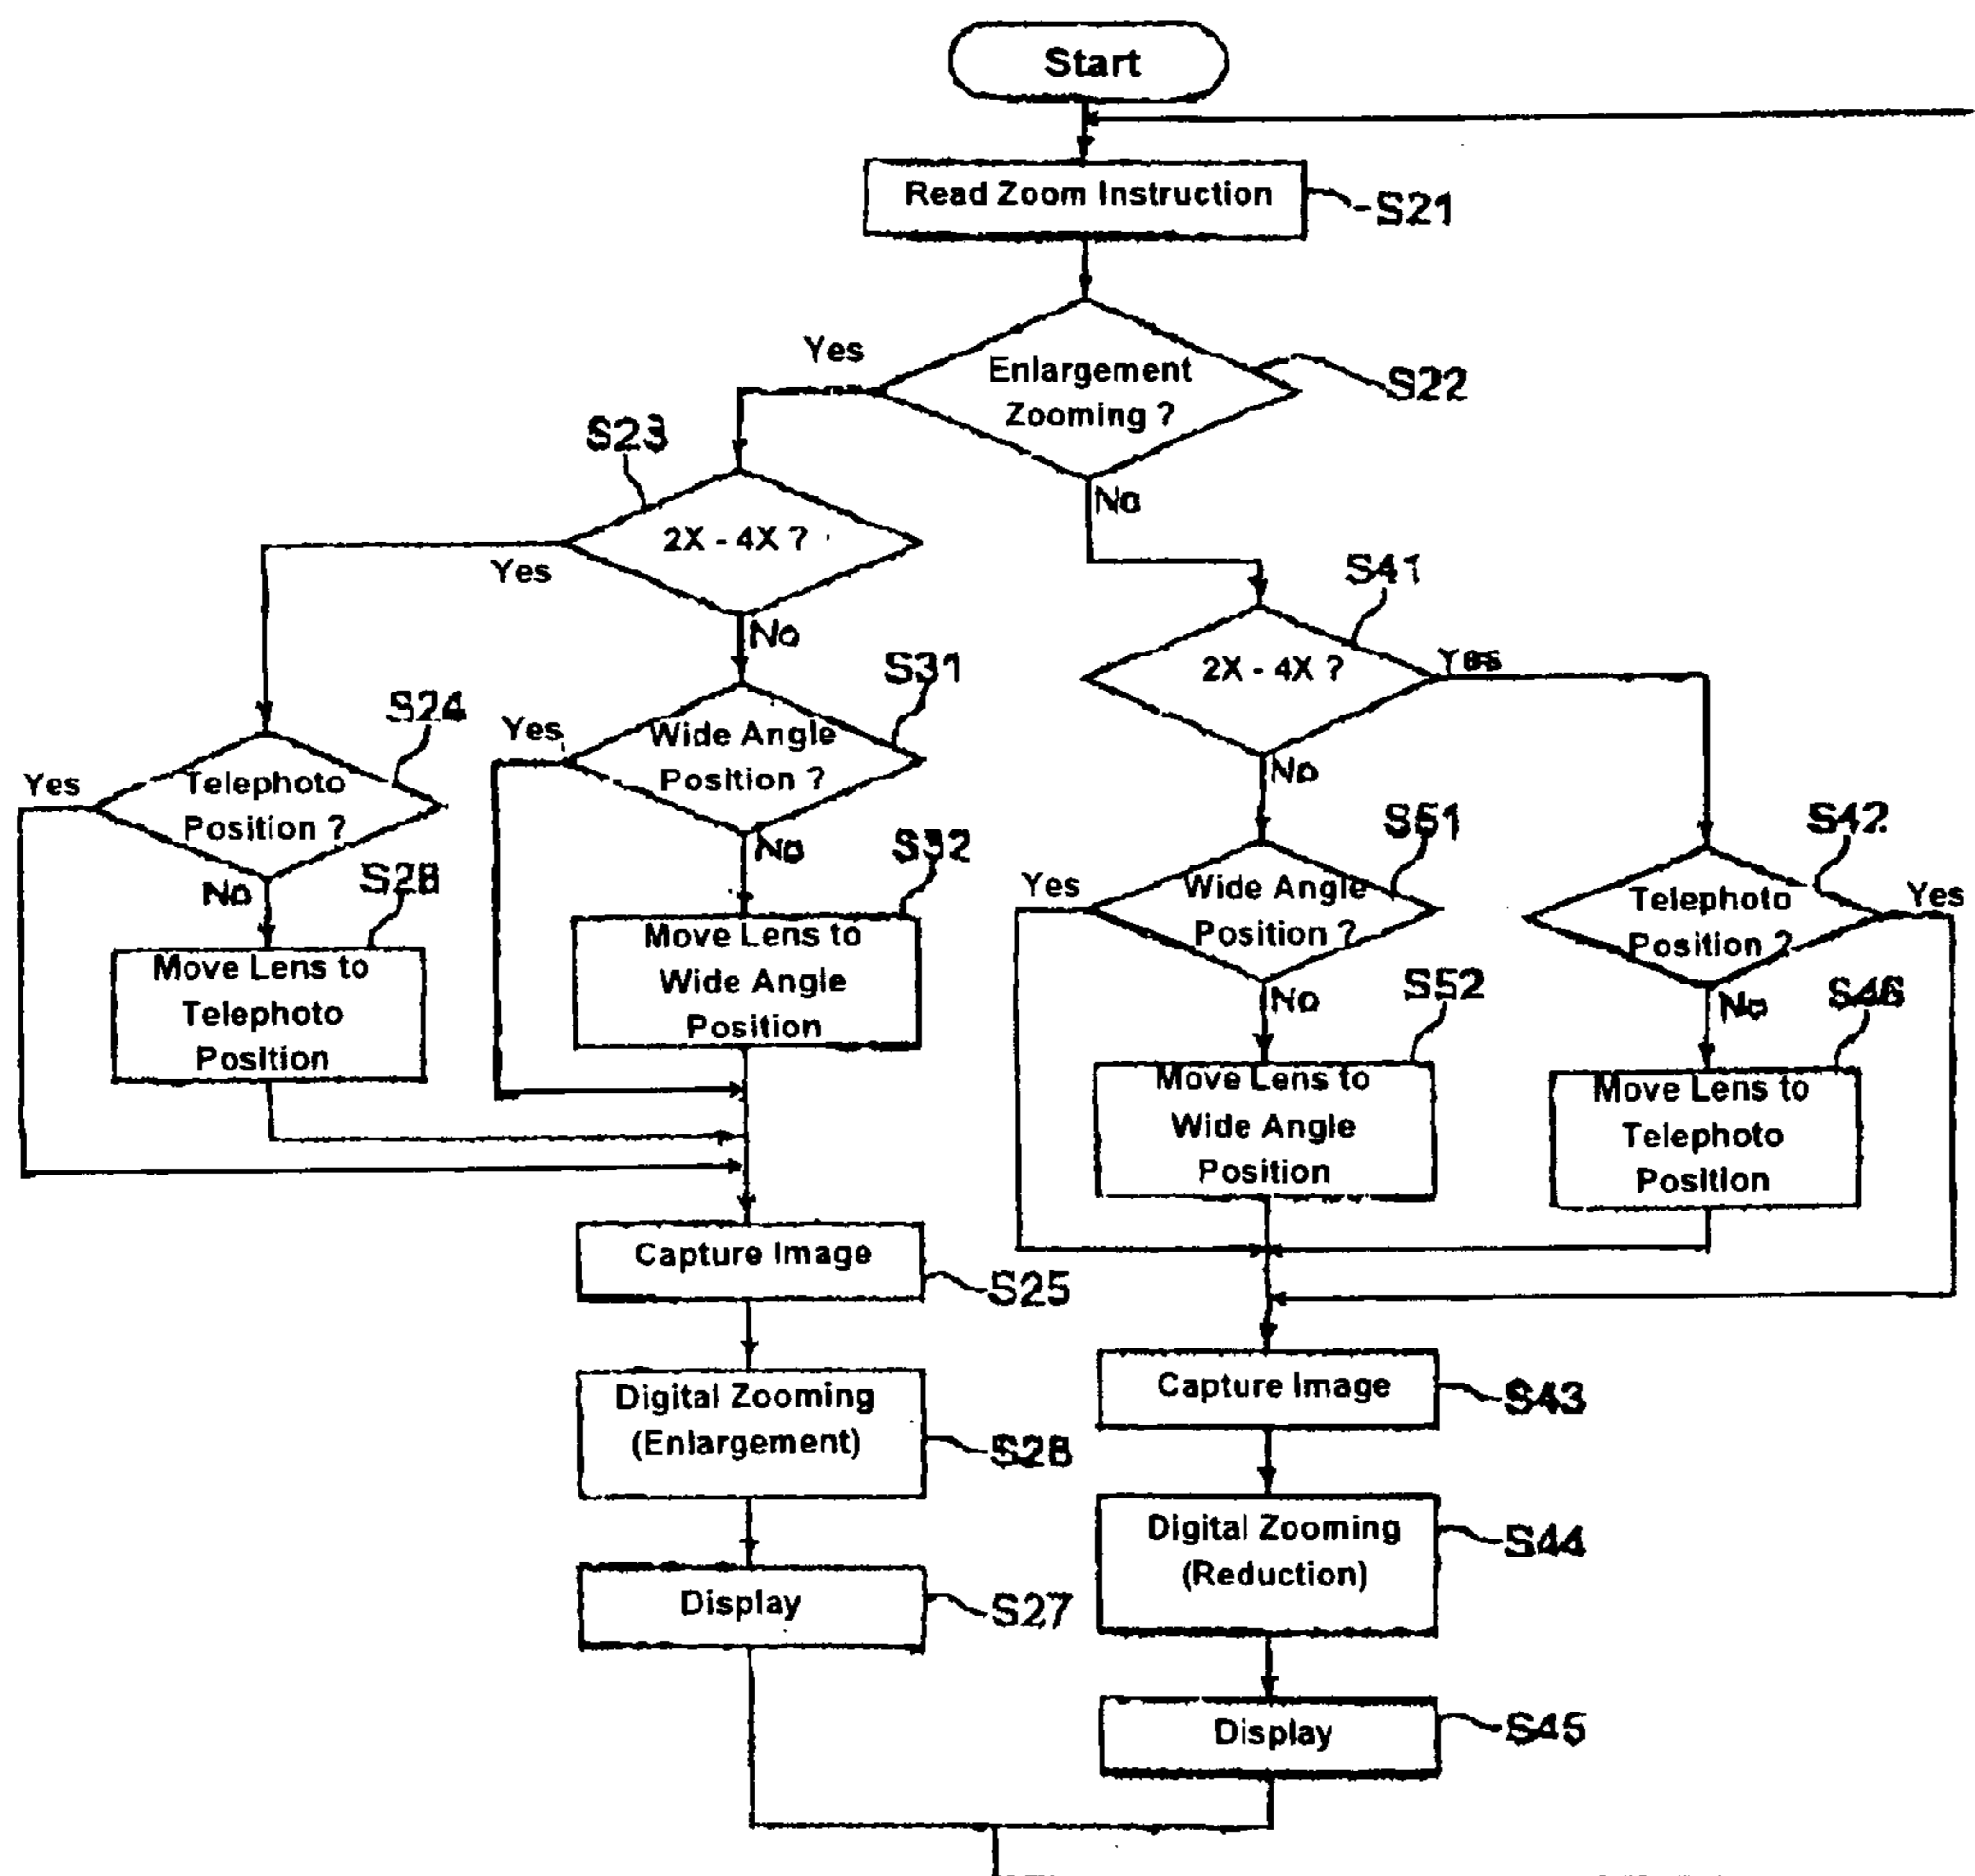 Start
Read Zoom Instruction
S21
Enlargement
Zooming ?
S22
Yes
No
S23
2X - 4X ?
Yes
No
S41
2X - 4X ?
Yes
No
S24
Telephoto
Position ?
Yes
No
S31
Wide Angle
Position ?
Yes
No
S51
Wide Angle
Position ?
Yes
No
S42
Telephoto
Position ?
Yes
No
S28
Move Lens to
Telephoto
Position
S32
Move Lens to
Wide Angle
Position
S52
Move Lens to
Wide Angle
Position
S46
Move Lens to
Telephoto
Position
Capture Image
S25
Capture Image
S43
Digital Zooming
(Enlargement)
Digital Zooming
(Reduction)
S44
Display
S27
Display
S45